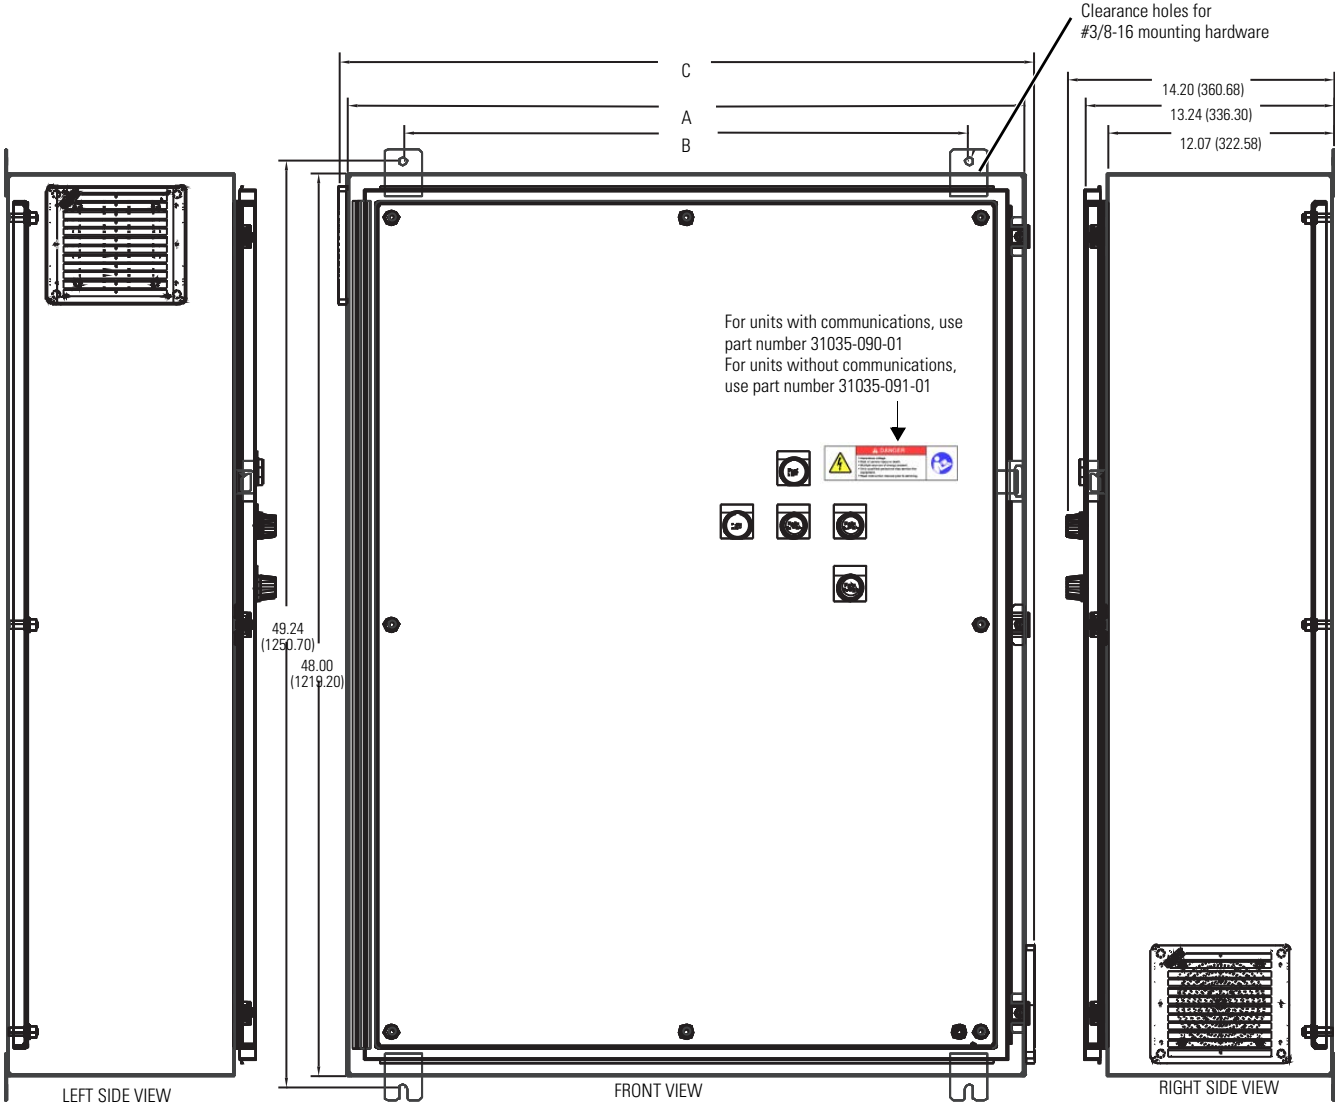 Clearance holes for
#3/8-16 mounting hardware
C
A
B
14.20 (360.68)
13.24 (336.30)
12.07 (322.58)
For units with communications, use
part number 31035-090-01
For units without communications,
use part number 31035-091-01
DANGER
49.24
(1250.70)
48.00
(1219.20)
LEFT SIDE VIEW
FRONT VIEW
RIGHT SIDE VIEW